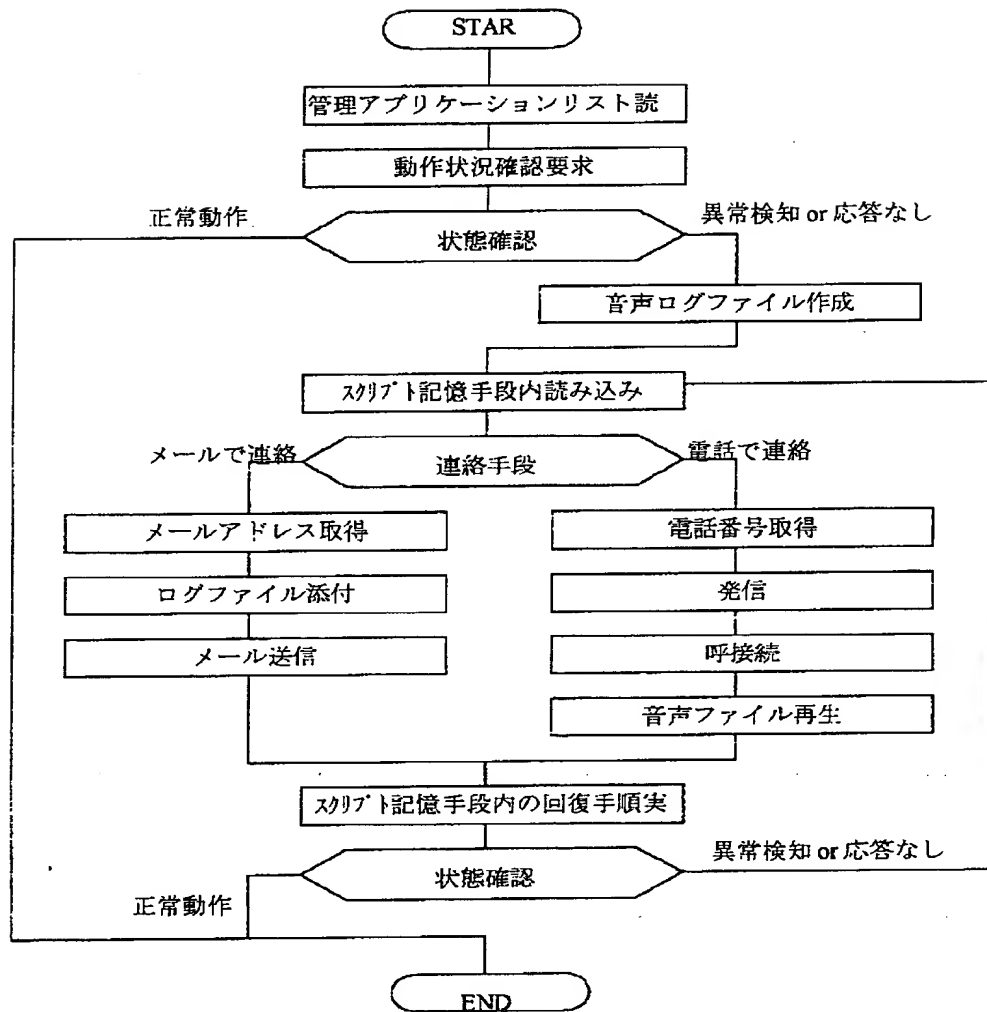 STAR
管理アプリケーションリスト読
動作状況確認要求
正常動作
異常検知 or 応答なし
状態確認
音声ログファイル作成
ｽｸﾘﾌﾟﾄ記憶手段内読み込み
メールで連絡
電話で連絡
連絡手段
メールアドレス取得
電話番号取得
ログファイル添付
発信
メール送信
呼接続
音声ファイル再生
ｽｸﾘﾌﾟﾄ記憶手段内の回復手順実
異常検知 or 応答なし
状態確認
正常動作
END